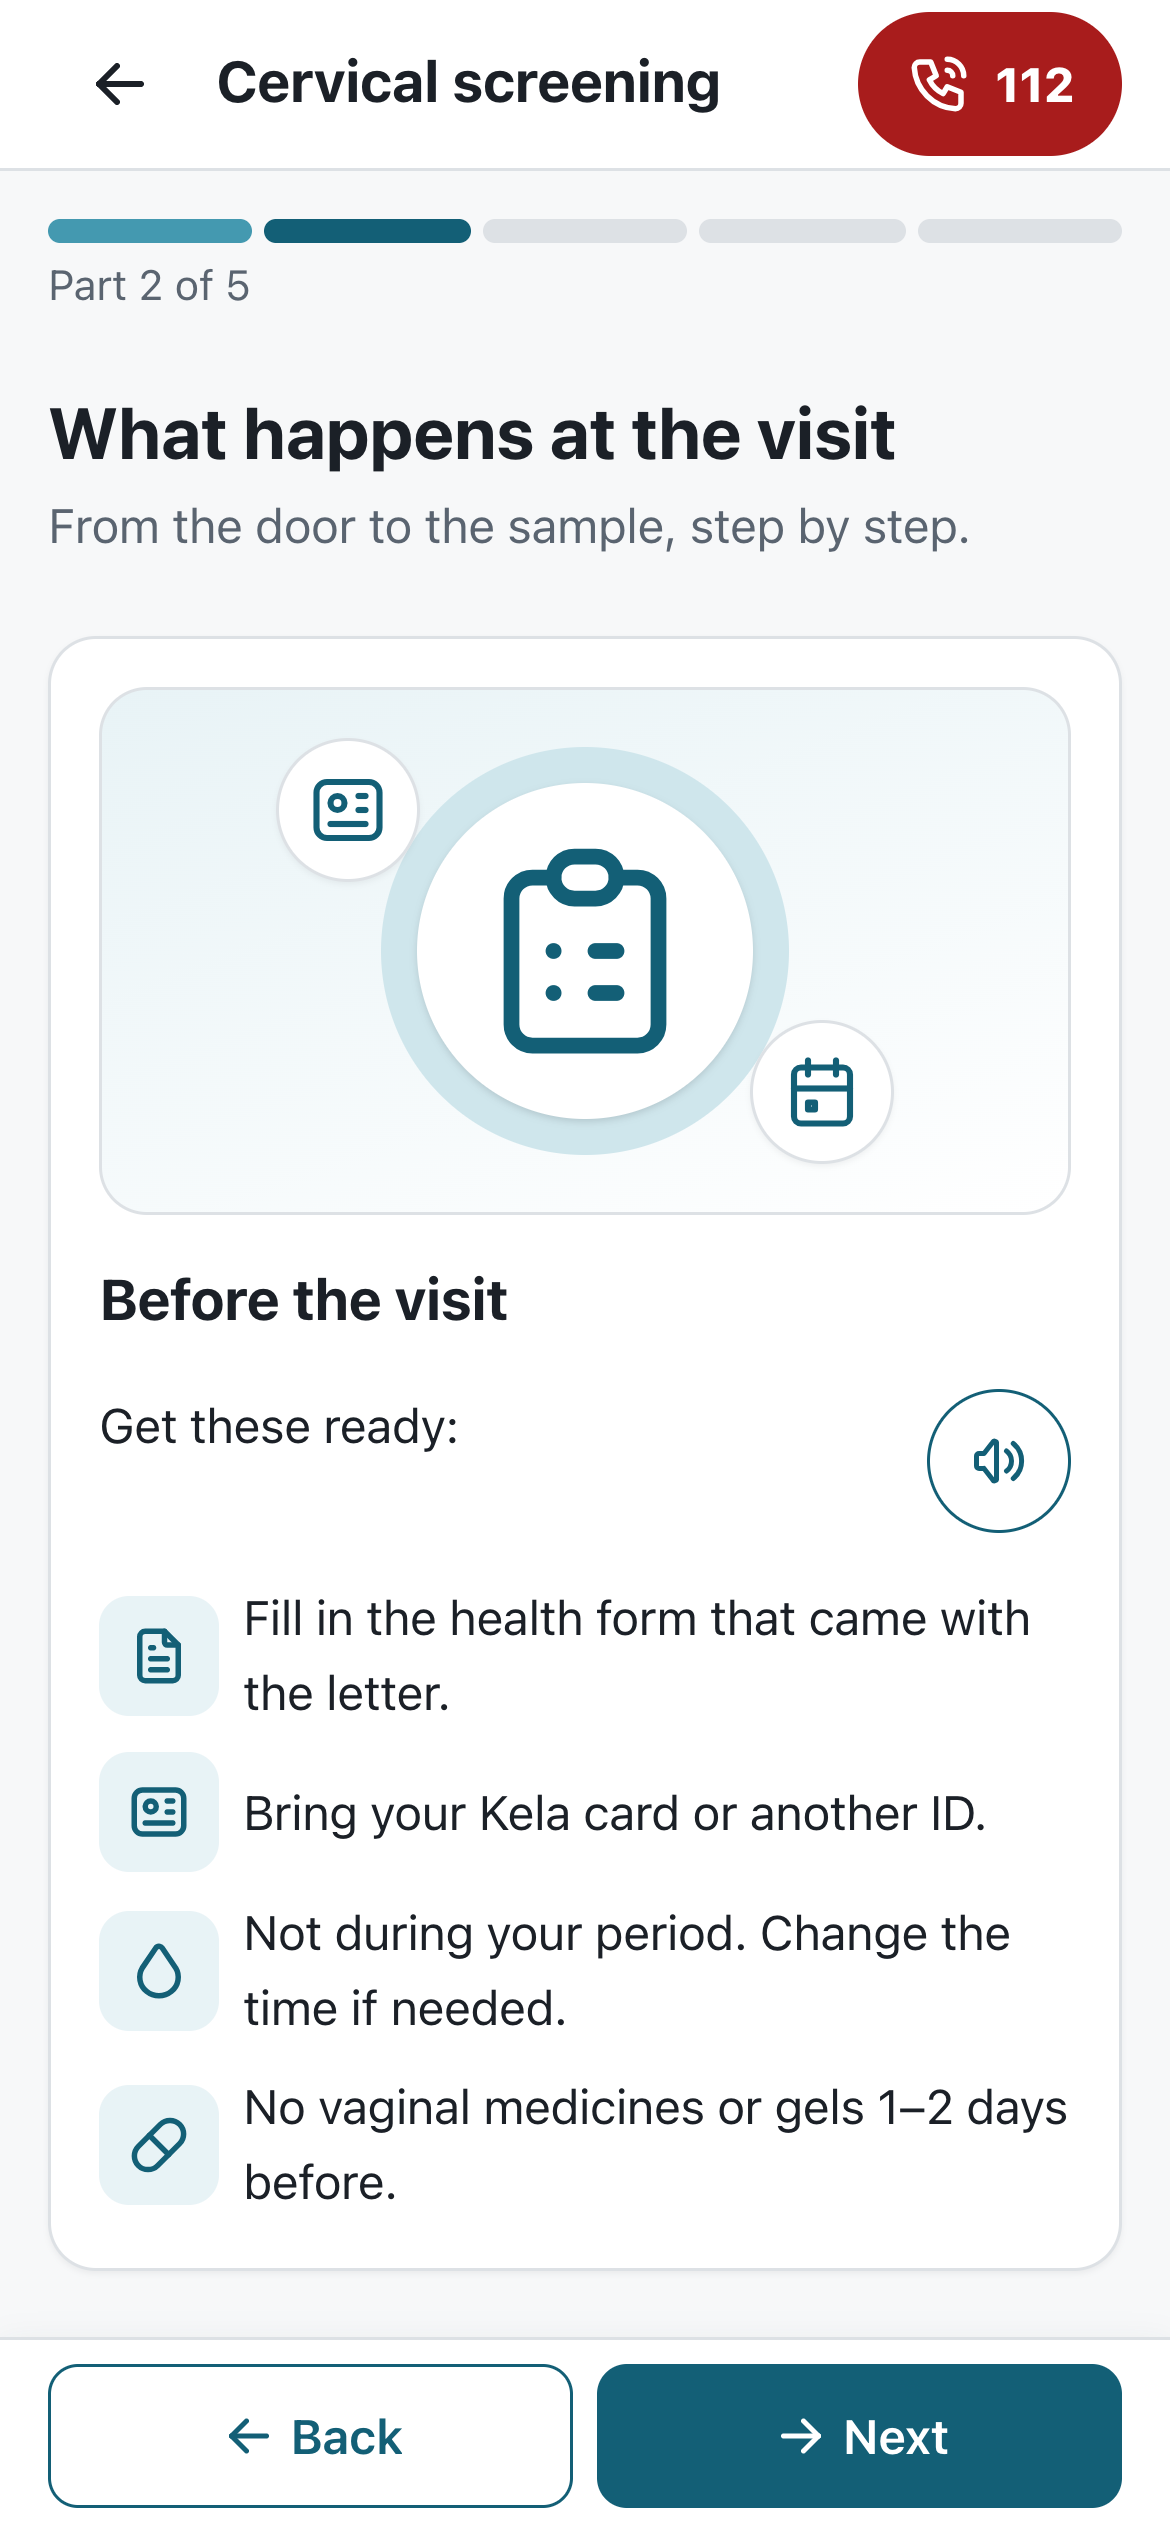 Cervical screening
112
Part 2 of 5
What happens at the visit
From the door to the sample, step by step.
Before the visit
Get these ready:
Fill in the health form that came with
the letter.
Bring your Kela card or another ID.
Not during your period. Change the
time if needed.
No vaginal medicines or gels 1–2 days
before.
Back
Next